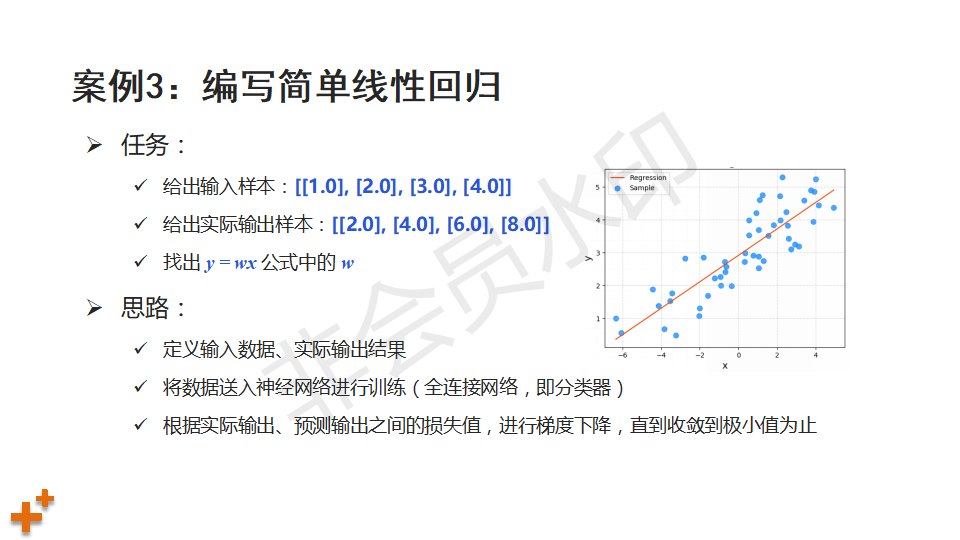 案例3：编写简单线性回归
任务：
给出输入样本：[[1.0], [2.0], [3.0], [4.0]]
给出实际输出样本：[[2.0], [4.0], [6.0], [8.0]]
找出 y = wx 公式中的 w
思路：
定义输入数据、实际输出结果
将数据送入神经网络进行训练（全连接网络，即分类器）
根据实际输出、预测输出之间的损失值，进行梯度下降，直到收敛到极小值为止
Regression
Sample
5
4
3
2
1
y
-6 -4 -2 0 2 4
x
非会员水印